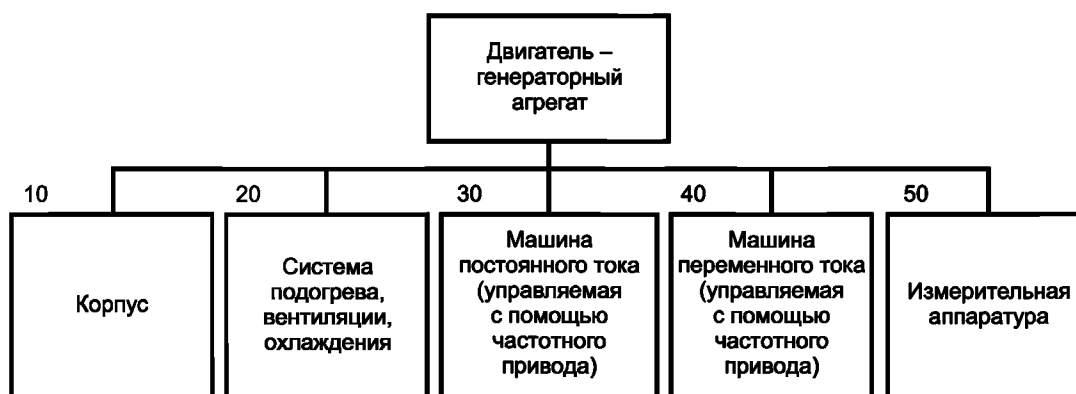 Двигатель –
генераторный
агрегат
10
Корпус
20
Система
подогрева,
вентиляции,
охлаждения
30
Машина
постоянного тока
(управляемая
с помощью
частотного
привода)
40
Машина
переменного тока
(управляемая
с помощью
частотного
привода)
50
Измерительная
аппаратура